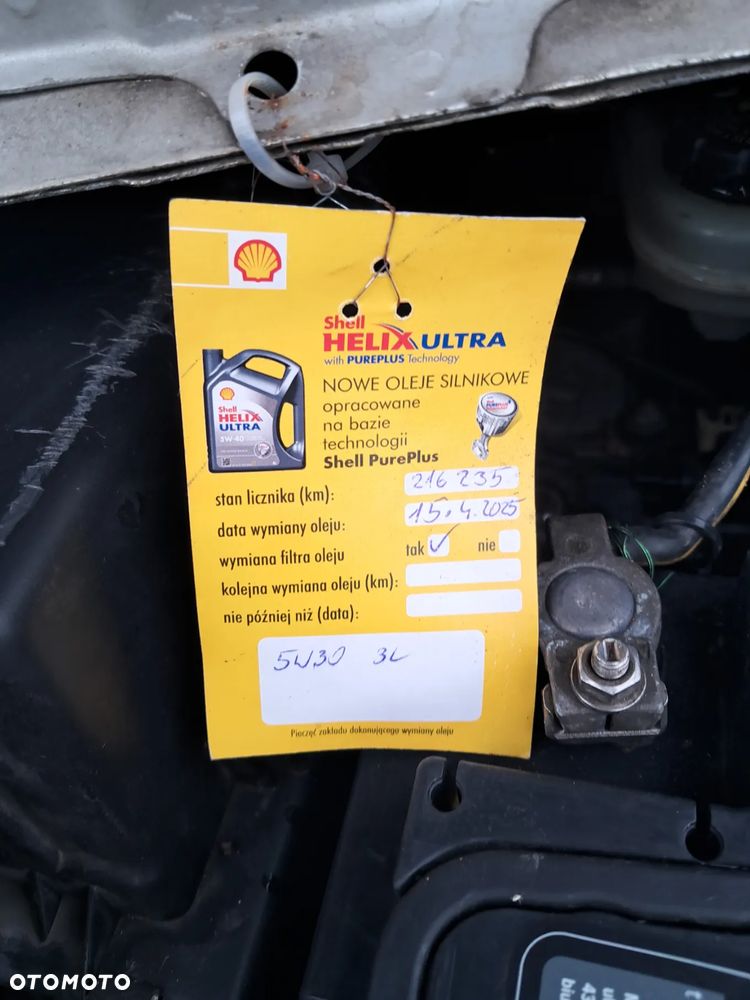 Shell
HELIX ULTRA
with PUREPLUS Technology
NOWE OLEJE SILNIKOWE
opracowane
na bazie
technologii
Shell PurePlus
Shell
HELIX
ULTRA
5W-40
stan licznika (km): 216 235
data wymiany oleju: 15.4.2025
wymiana filtra oleju tak ✓ nie
kolejna wymiana oleju (km):
nie później niż (data):
5W30 3L
Pieczęć zakładu dokonującego wymiany oleju
OTOMOTO